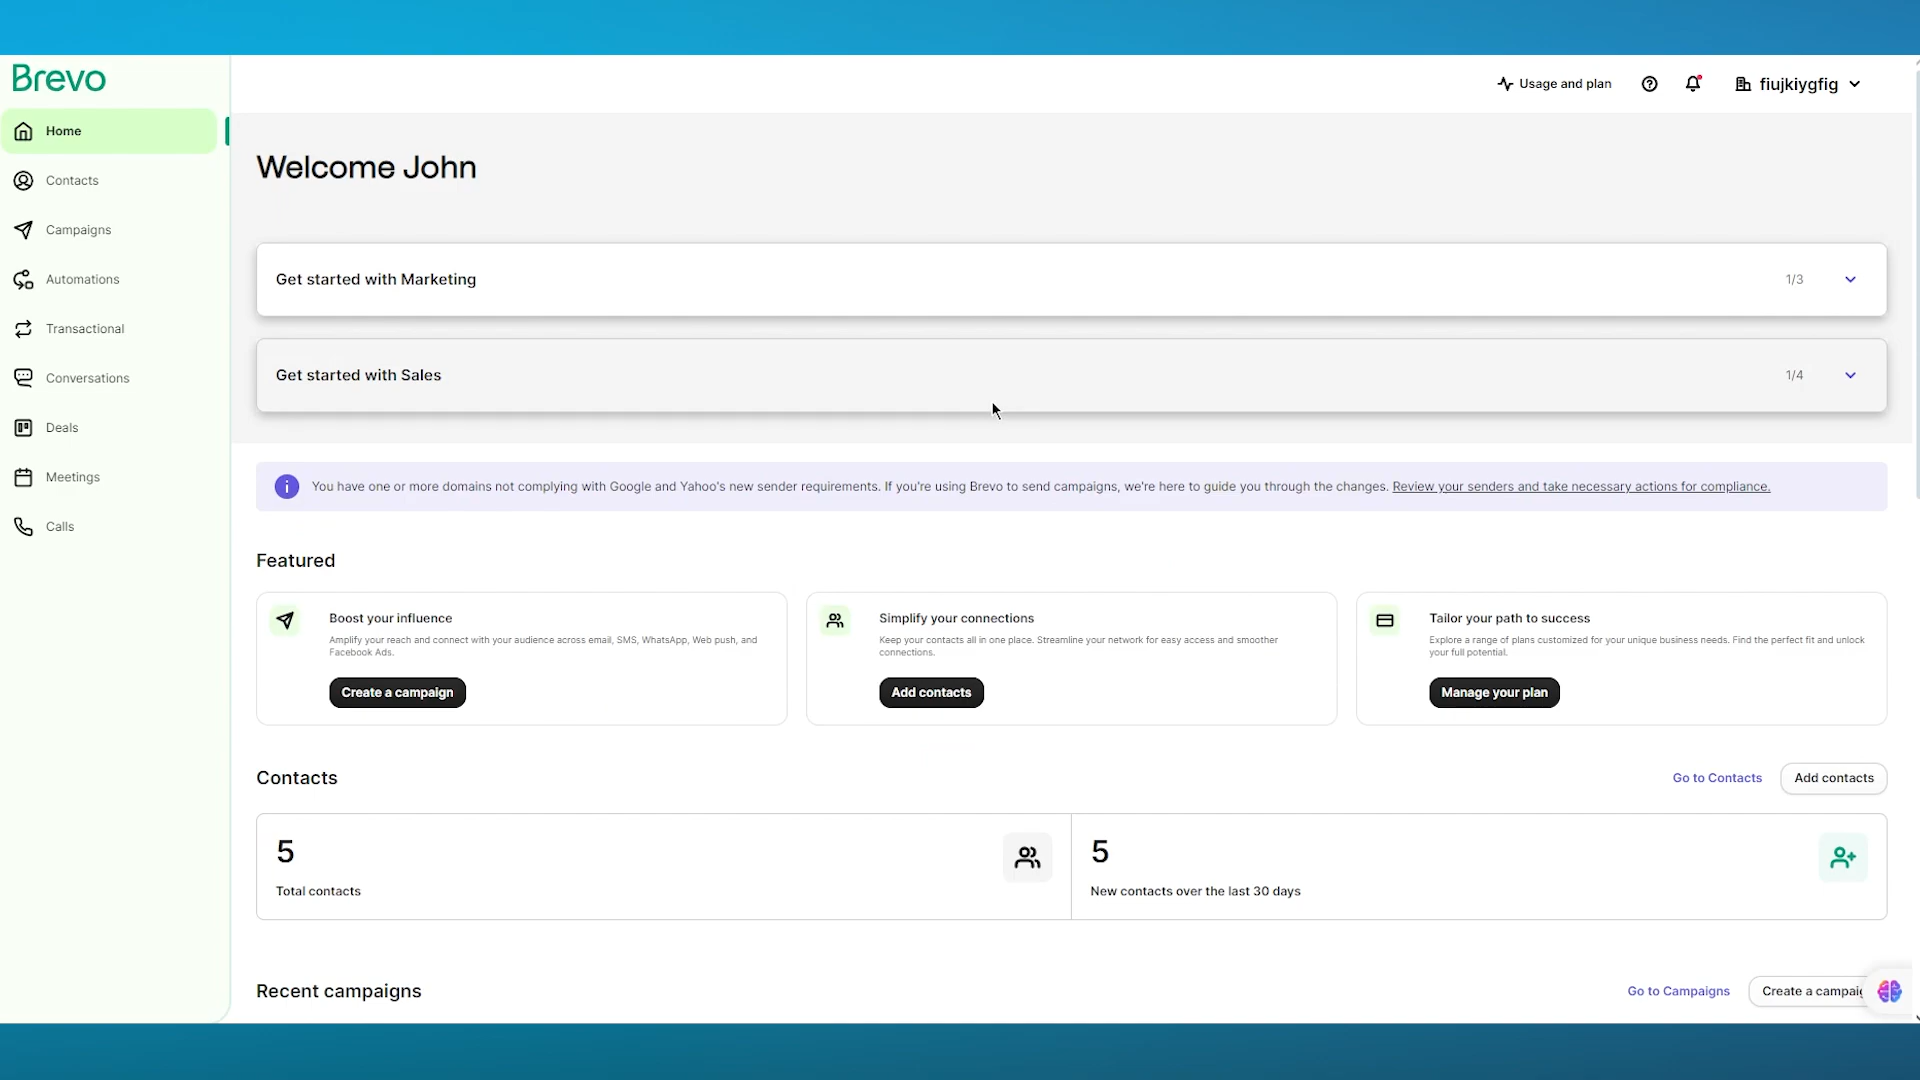 Brevo
Usage and plan
fiujkiygfig
Home
Contacts
Campaigns
Automations
Transactional
Conversations
Deals
Meetings
Calls
Welcome John
Get started with Marketing
1/3
Get started with Sales
1/4
You have one or more domains not complying with Google and Yahoo's new sender requirements. If you're using Brevo to send campaigns, we're here to guide you through the changes. Review your senders and take necessary actions for compliance.
Featured
Boost your influence
Amplify your reach and connect with your audience across email, SMS, WhatsApp, Web push, and
Facebook Ads.
Create a campaign
Simplify your connections
Keep your contacts all in one place. Streamline your network for easy access and smoother
connections.
Add contacts
Tailor your path to success
Explore a range of plans customized for your unique business needs. Find the perfect fit and unlock
your full potential.
Manage your plan
Contacts
Go to Contacts
Add contacts
5
Total contacts
5
New contacts over the last 30 days
Recent campaigns
Go to Campaigns
Create a campaig